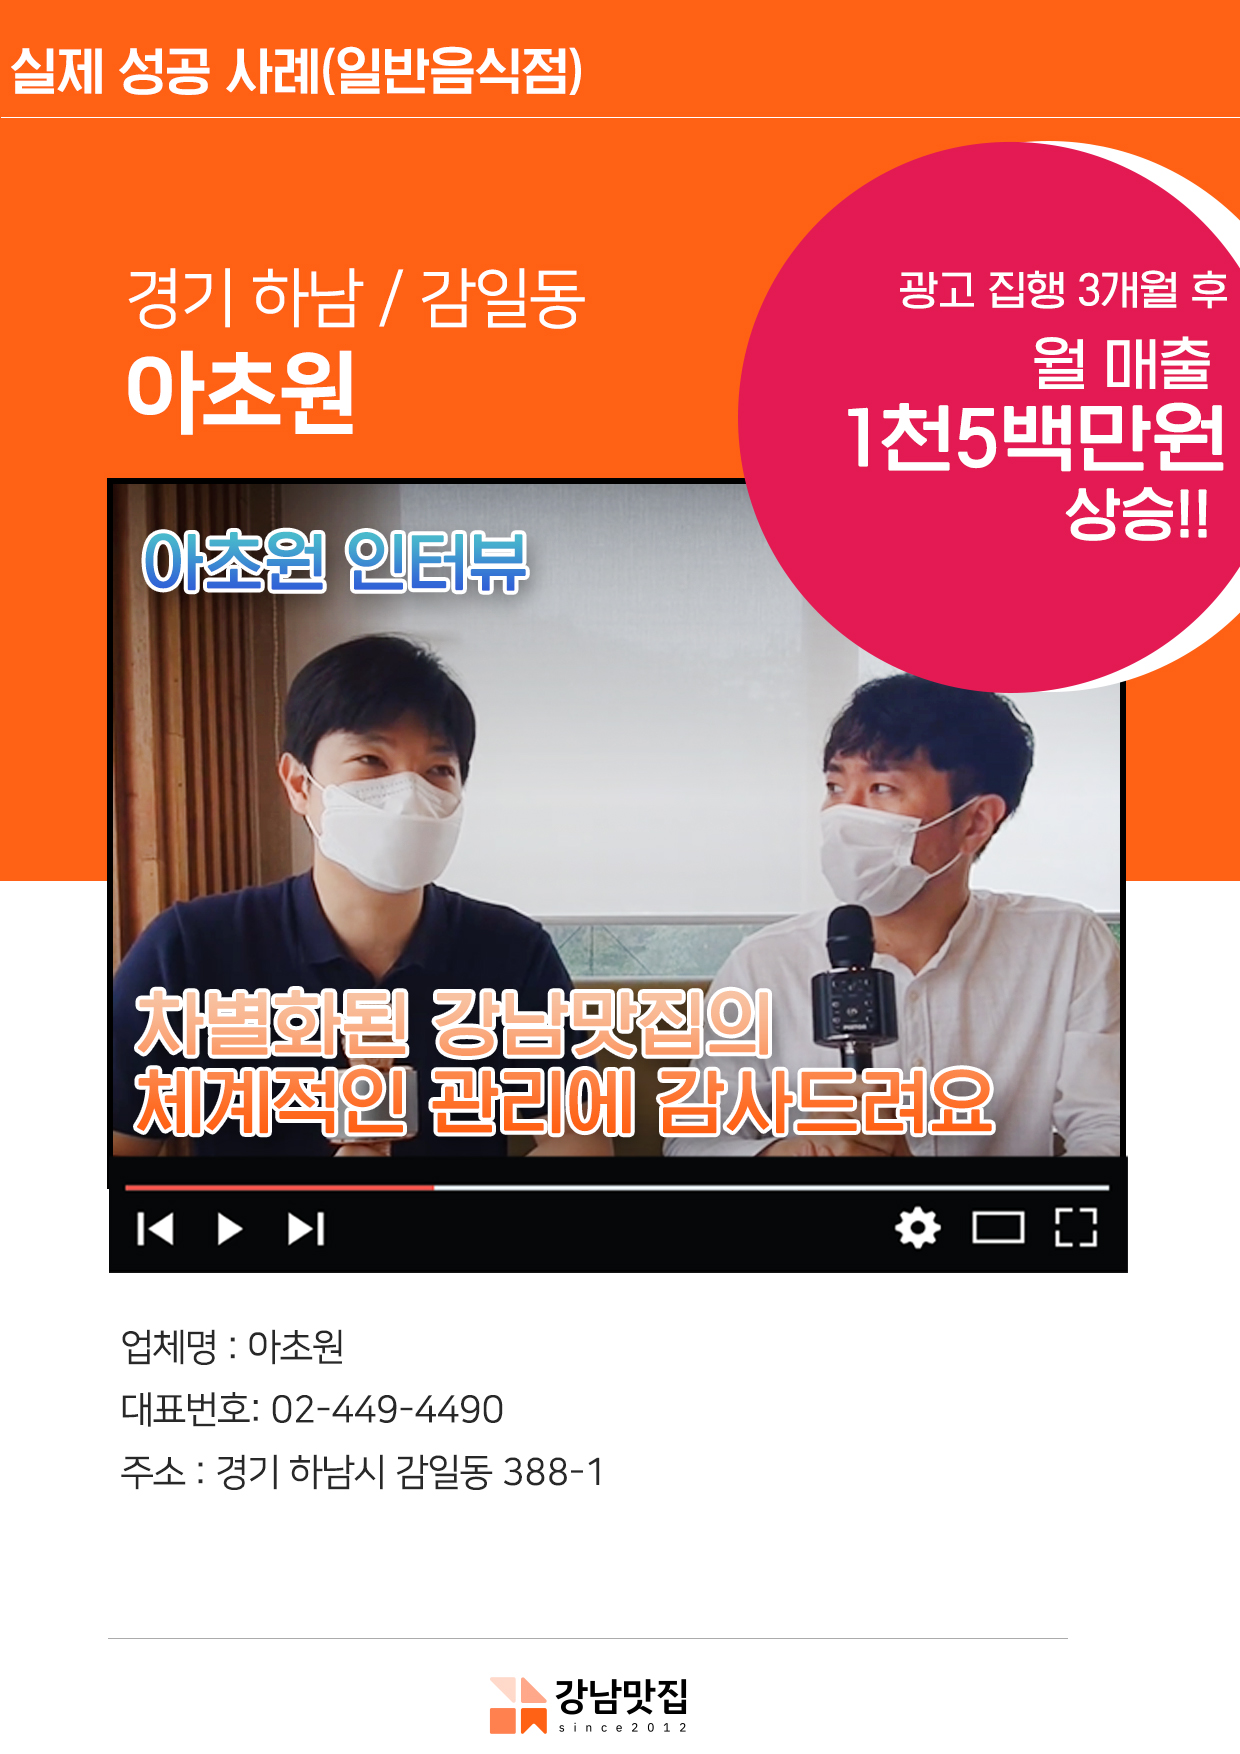 실제 성공 사례(일반음식점)
경기 하남 / 감일동
아초원
광고 집행 3개월 후
월 매출
1천5백만원
상승!!
아초원 인터뷰
차별화된 강남맛집의
체계적인 관리에 감사드려요
업체명 : 아초원
대표번호: 02-449-4490
주소 : 경기 하남시 감일동 388-1
강남맛집
since2012